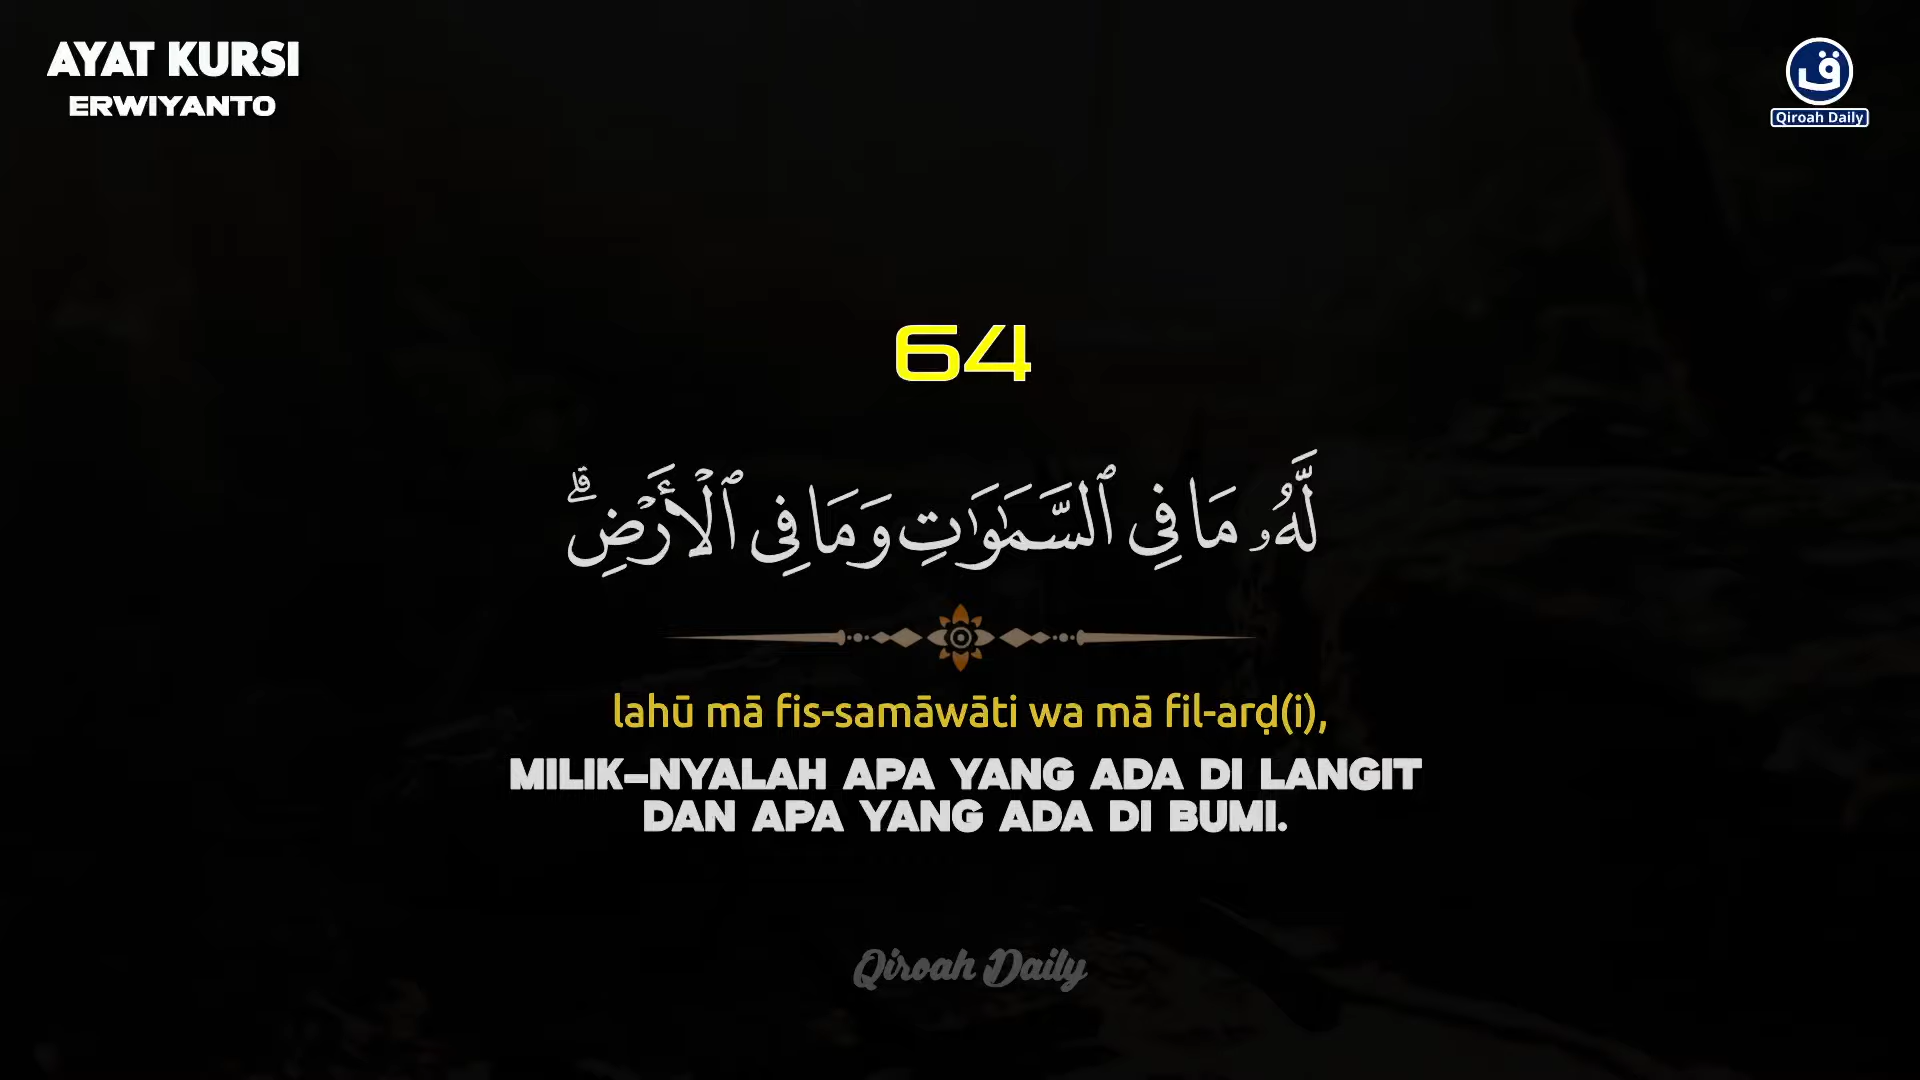 AYAT KURSI
ERWIYANTO
ق
Qiroah Daily
64
لَّهُۥ مَا فِى ٱلسَّمَـٰوَٰتِ وَمَا فِى ٱلْأَرْضِ ۗ
lahū mā fis-samāwāti wa mā fil-arḍ(i),
MILIK-NYALAH APA YANG ADA DI LANGIT
DAN APA YANG ADA DI BUMI.
Qiroah Daily